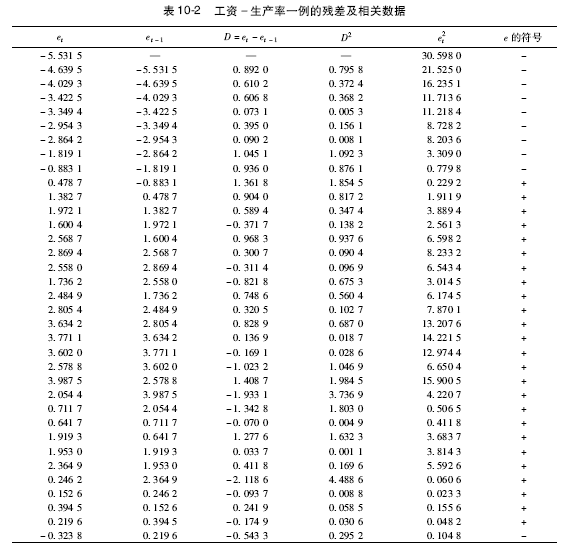 表 10-2 工资－生产率一例的残差及相关数据
et et-1 D = et - et-1 D² et² e 的符号
-5.531 5 — — — 30.598 0 -
-4.639 5 -5.531 5 0.892 0 0.795 8 21.525 0 -
-4.029 3 -4.639 5 0.610 2 0.372 4 16.235 1 -
-3.422 5 -4.029 3 0.606 8 0.368 2 11.713 6 -
-3.349 4 -3.422 5 0.073 1 0.005 3 11.218 4 -
-2.954 3 -3.349 4 0.395 0 0.156 1 8.728 2 -
-2.864 2 -2.954 3 0.090 2 0.008 1 8.203 6 -
-1.819 1 -2.864 2 1.045 1 1.092 3 3.309 0 -
-0.883 1 -1.819 1 0.936 0 0.876 1 0.779 8 -
0.478 7 -0.883 1 1.361 8 1.854 5 0.229 2 +
1.382 7 0.478 7 0.904 0 0.817 2 1.911 9 +
1.972 1 1.382 7 0.589 4 0.347 4 3.889 4 +
1.600 4 1.972 1 -0.371 7 0.138 2 2.561 3 +
2.568 7 1.600 4 0.968 3 0.937 6 6.598 2 +
2.869 4 2.568 7 0.300 7 0.090 4 8.233 2 +
2.558 0 2.869 4 -0.311 4 0.096 9 6.543 4 +
1.736 2 2.558 0 -0.821 8 0.675 3 3.014 5 +
2.484 9 1.736 2 0.748 6 0.560 4 6.174 5 +
2.805 4 2.484 9 0.320 5 0.102 7 7.870 1 +
3.634 2 2.805 4 0.828 9 0.687 0 13.207 6 +
3.771 1 3.634 2 0.136 9 0.018 7 14.221 5 +
3.602 0 3.771 1 -0.169 1 0.028 6 12.974 4 +
2.578 8 3.602 0 -1.023 2 1.046 9 6.650 4 +
3.987 5 2.578 8 1.408 7 1.984 5 15.900 5 +
2.054 4 3.987 5 -1.933 1 3.736 9 4.220 7 +
0.711 7 2.054 4 -1.342 8 1.803 0 0.506 5 +
0.641 7 0.711 7 -0.070 0 0.004 9 0.411 8 +
1.919 3 0.641 7 1.277 6 1.632 3 3.683 7 +
1.953 0 1.919 3 0.033 7 0.001 1 3.814 3 +
2.364 9 1.953 0 0.411 8 0.169 6 5.592 6 +
0.246 2 2.364 9 -2.118 6 4.488 6 0.060 6 +
0.152 6 0.246 2 -0.093 7 0.008 8 0.023 3 +
0.394 5 0.152 6 0.241 9 0.058 5 0.155 6 +
0.219 6 0.394 5 -0.174 9 0.030 6 0.048 2 +
-0.323 8 0.219 6 -0.543 3 0.295 2 0.104 8 -